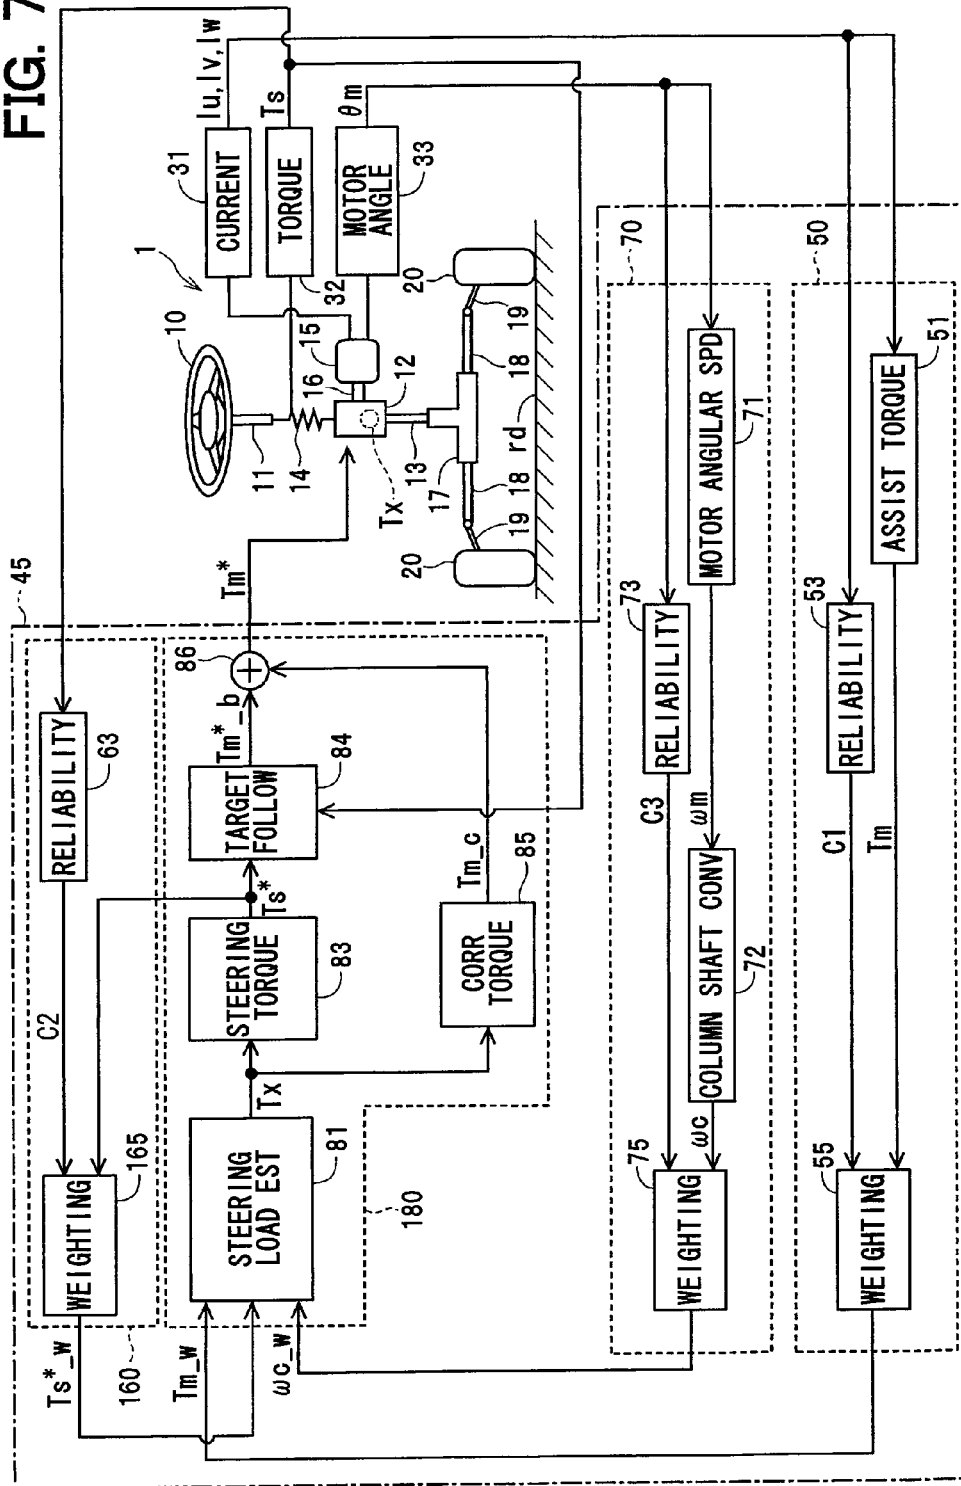 FIG. 7
Iu,Iv,Iw
Ts
θm
31
CURRENT
TORQUE
32
MOTOR
ANGLE
33
1
10
11
14
15
16
12
13
Tx
17
18
18
19
19
20
20
rd
45
Tm*
86
Tm*_b
RELIABILITY
63
TARGET
FOLLOW
84
C2
Ts*
STEERING
TORQUE
83
Tm_c
CORR
TORQUE
85
Tx
WEIGHTING
165
STEERING
LOAD EST
81
180
160
Ts*_w
Tm_w
ωc_w
70
MOTOR ANGULAR SPD
71
73
RELIABILITY
C3
ωm
COLUMN SHAFT CONV
72
ωc
75
WEIGHTING
50
ASSIST TORQUE
51
53
RELIABILITY
C1
Tm
55
WEIGHTING